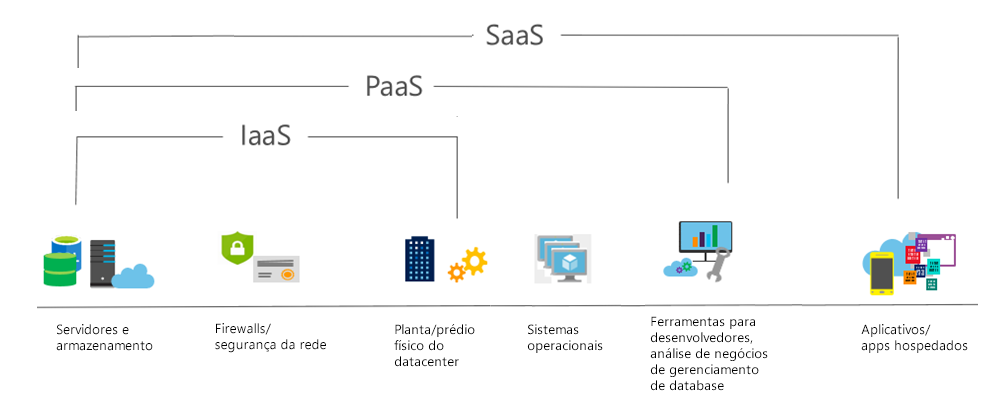 SaaS
PaaS
IaaS
Servidores e
armazenamento
Firewalls/
segurança da rede
Planta/prédio
físico do
datacenter
Sistemas
operacionais
Ferramentas para
desenvolvedores,
análise de negócios
de gerenciamento
de database
Aplicativos/
apps hospedados